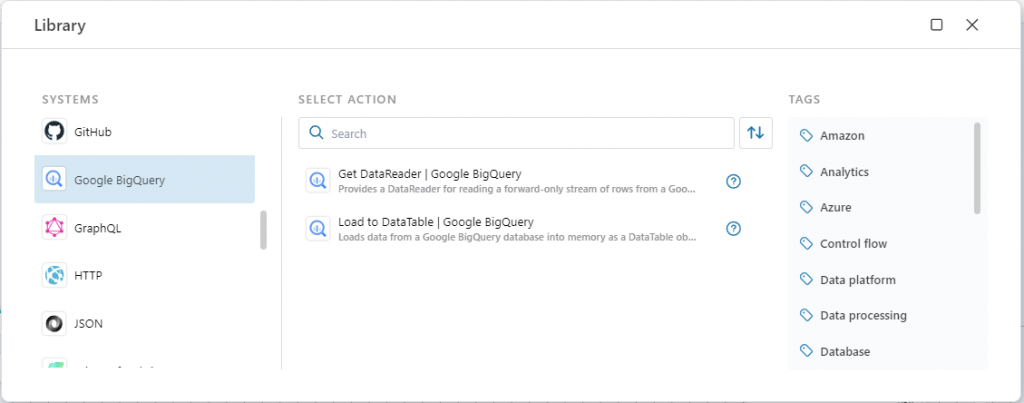 Library
SYSTEMS
GitHub
Google BigQuery
GraphQL
HTTP
JSON
SELECT ACTION
Search
Get DataReader | Google BigQuery
Provides a DataReader for reading a forward-only stream of rows from a Goo...
Load to DataTable | Google BigQuery
Loads data from a Google BigQuery database into memory as a DataTable ob...
TAGS
Amazon
Analytics
Azure
Control flow
Data platform
Data processing
Database